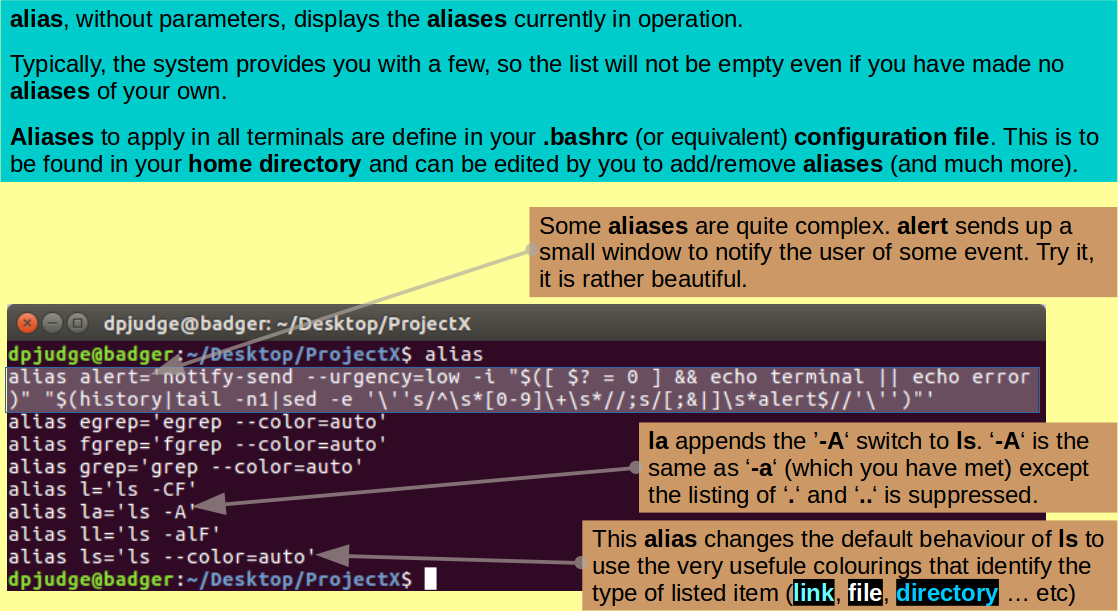 alias, without parameters, displays the aliases currently in operation.
Typically, the system provides you with a few, so the list will not be empty even if you have made no
aliases of your own.
Aliases to apply in all terminals are define in your .bashrc (or equivalent) configuration file. This is to
be found in your home directory and can be edited by you to add/remove aliases (and much more).
Some aliases are quite complex. alert sends up a
small window to notify the user of some event. Try it,
it is rather beautiful.
dpjudge@badger: ~/Desktop/ProjectX
dpjudge@badger:~/Desktop/ProjectX$ alias
alias alert='notify-send --urgency=low -i "$([ $? = 0 ] && echo terminal || echo error
)" "$(history|tail -n1|sed -e '\''s/^\s*[0-9]\+\s*//;s/[;&|]\s*alert$//'\'')"'
alias egrep='egrep --color=auto'
alias fgrep='fgrep --color=auto'
alias grep='grep --color=auto'
alias l='ls -CF'
alias la='ls -A'
alias ll='ls -alF'
alias ls='ls --color=auto'
dpjudge@badger:~/Desktop/ProjectX$
la appends the ’-A‘ switch to ls. ‘-A‘ is the
same as ‘-a‘ (which you have met) except
the listing of ‘.‘ and ‘..‘ is suppressed.
This alias changes the default behaviour of ls to
use the very usefule colourings that identify the
type of listed item (link, file, directory … etc)